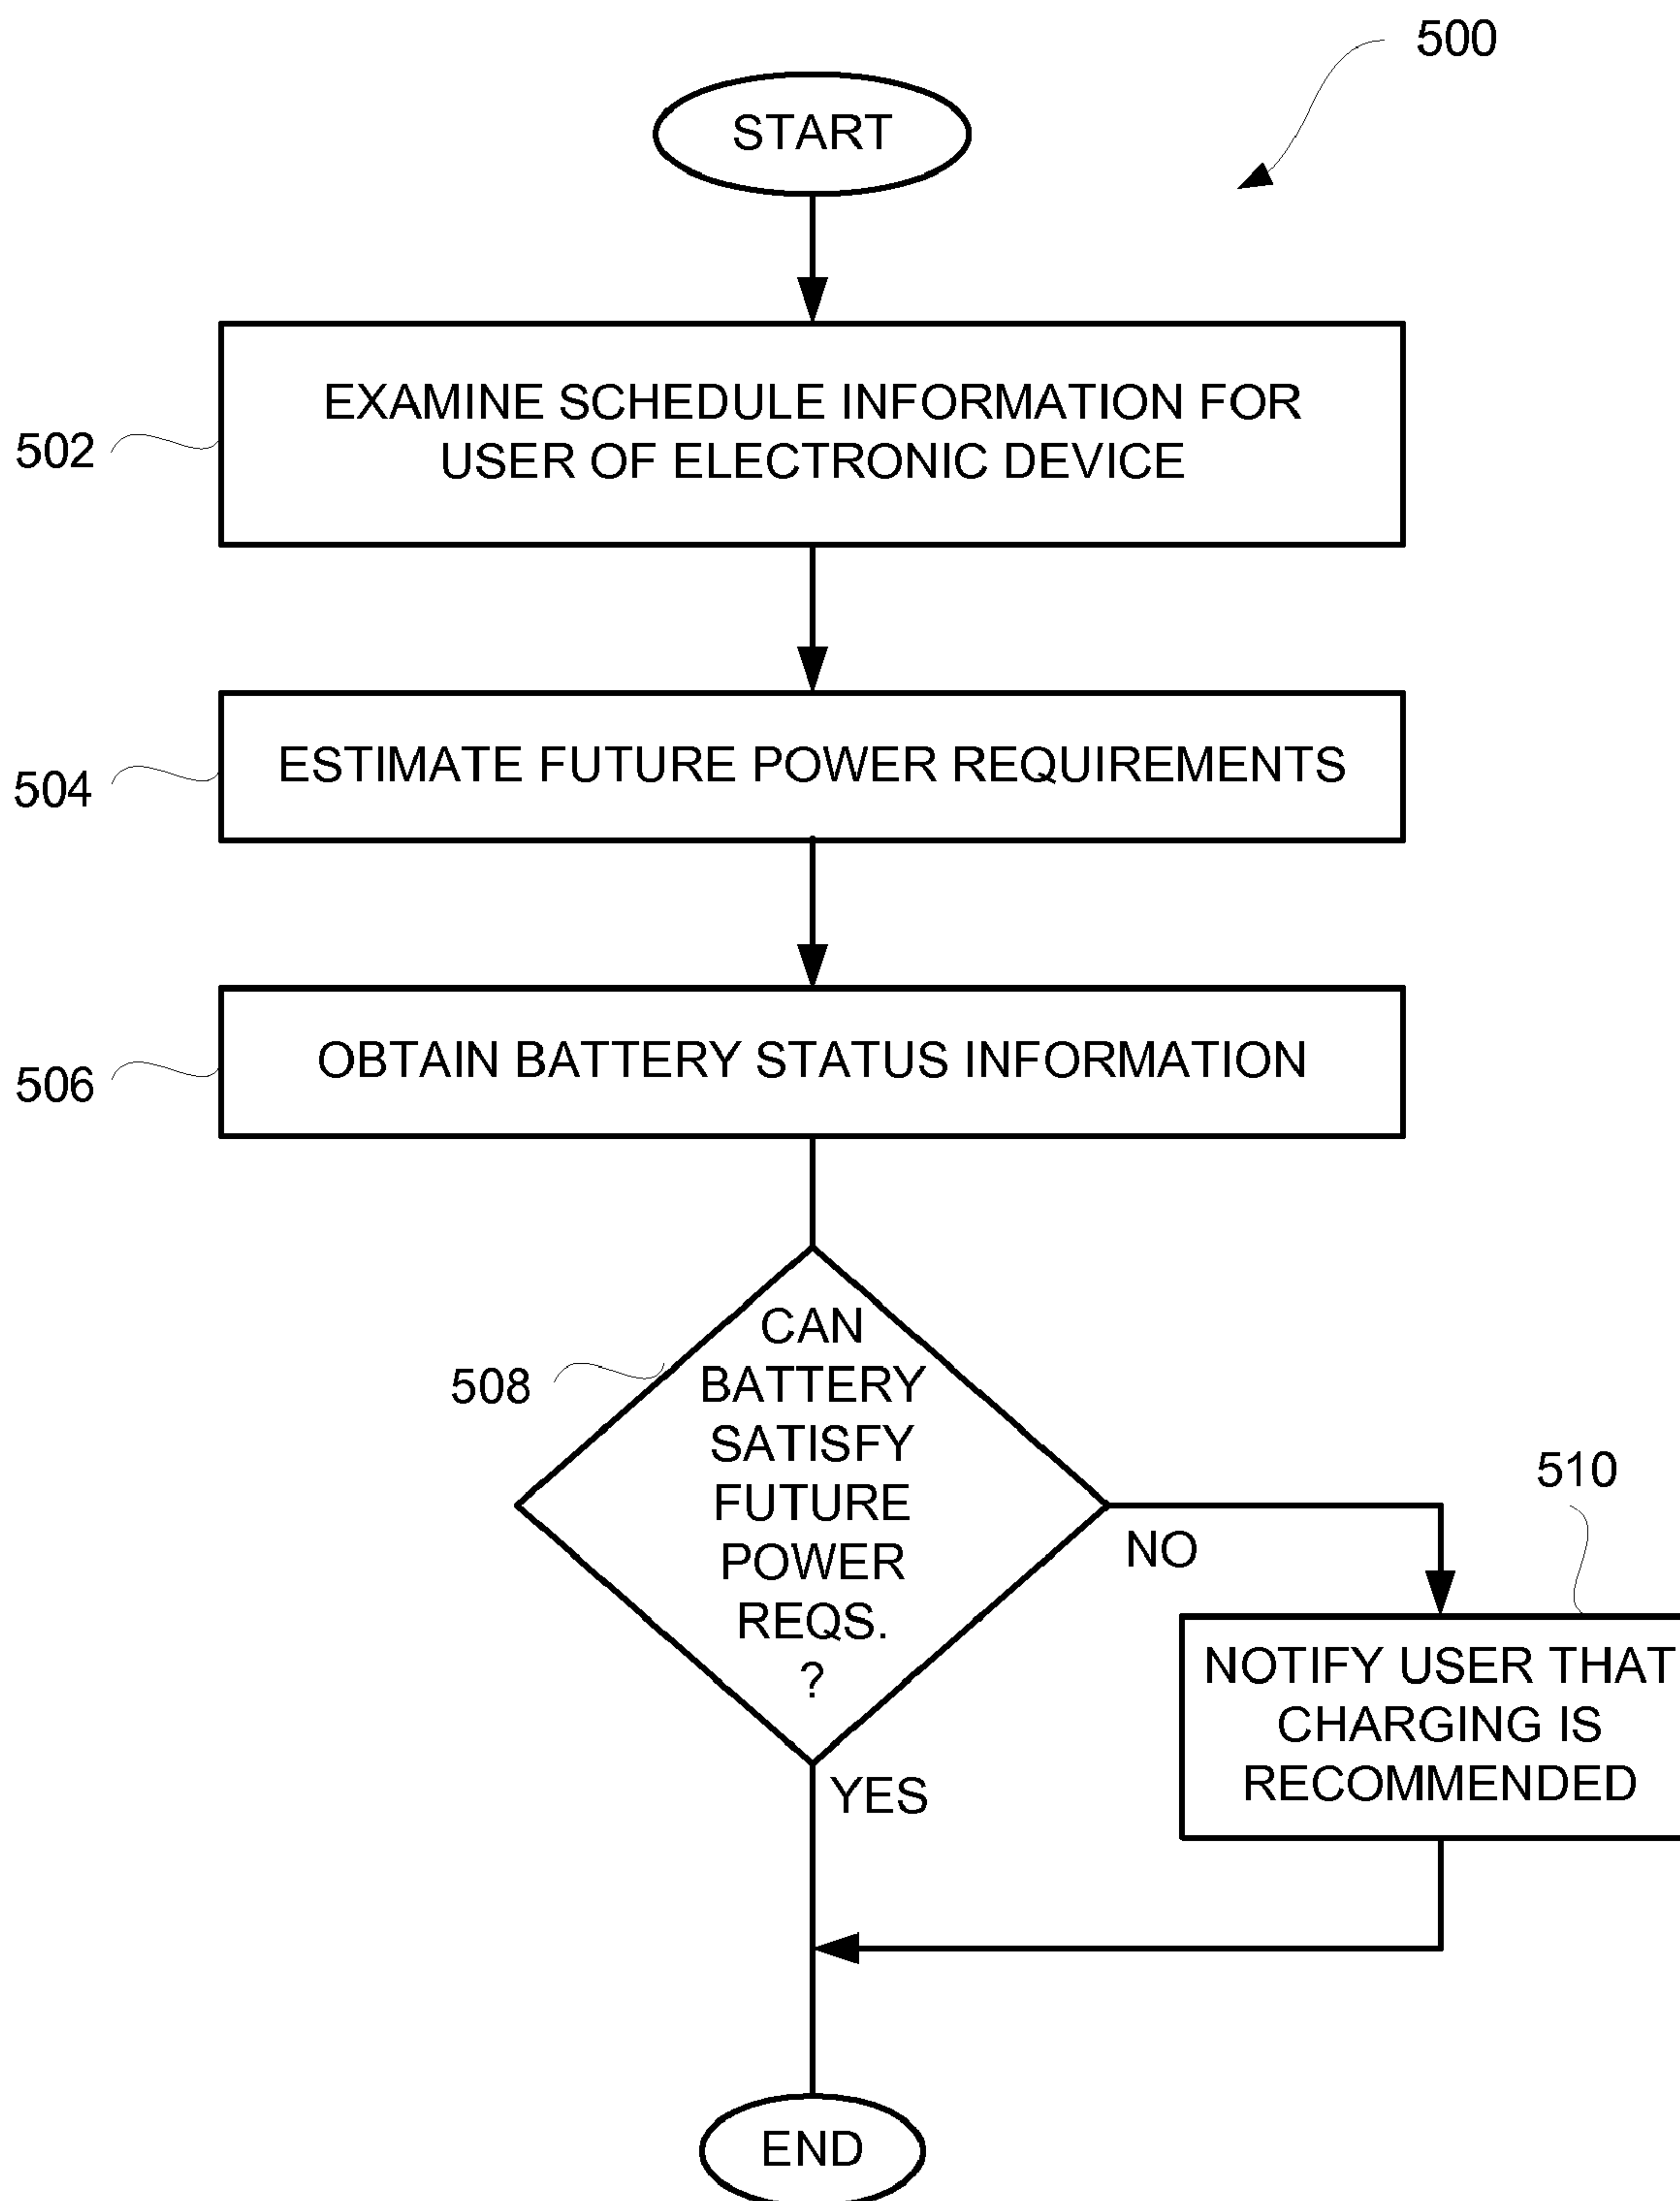 500
START
EXAMINE SCHEDULE INFORMATION FOR
USER OF ELECTRONIC DEVICE
502
ESTIMATE FUTURE POWER REQUIREMENTS
504
OBTAIN BATTERY STATUS INFORMATION
506
CAN
BATTERY
SATISFY
FUTURE
POWER
REQS.
?
508
510
NO
NOTIFY USER THAT
CHARGING IS
RECOMMENDED
YES
END